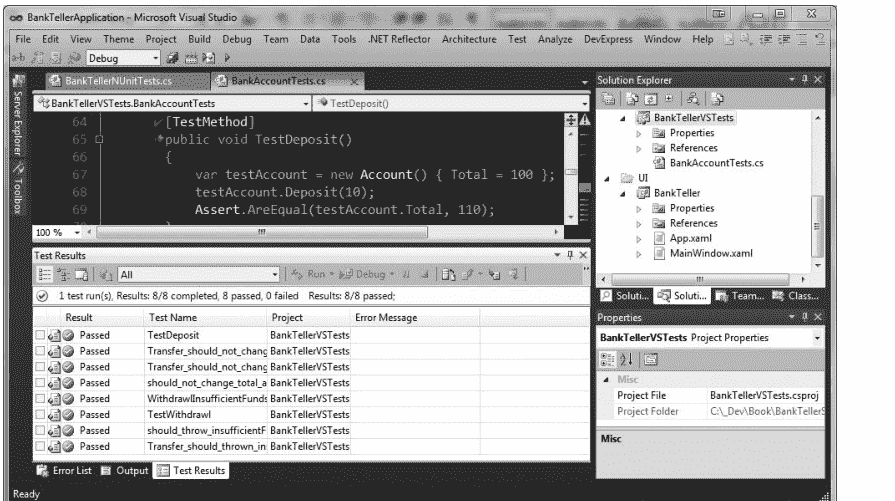 BankTellerApplication - Microsoft Visual Studio
File Edit View Theme Project Build Debug Team Data Tools .NET Reflector Architecture Test Analyze DevExpress Window Help
Debug
BankTellerNUnitTests.cs BankAccountTests.cs
BankTellerVSTests.BankAccountTests TestDeposit()
64 [TestMethod]
65 public void TestDeposit()
66 {
67 var testAccount = new Account() { Total = 100 };
68 testAccount.Deposit(10);
69 Assert.AreEqual(testAccount.Total, 110);
100 %
Server Explorer
Toolbox
Test Results
All Run Debug
1 test run(s), Results: 8/8 completed, 8 passed, 0 failed Results: 8/8 passed;
Result Test Name Project Error Message
Passed TestDeposit BankTellerVSTests
Passed Transfer_should_not_chang BankTellerVSTests
Passed Transfer_should_not_chang BankTellerVSTests
Passed should_not_change_total_a BankTellerVSTests
Passed WithdrawlInsufficientFunds BankTellerVSTests
Passed TestWithdrawl BankTellerVSTests
Passed should_throw_insufficientF BankTellerVSTests
Passed Transfer_should_thrown_in BankTellerVSTests
Error List Output Test Results
Ready
Solution Explorer
BankTellerVSTests
Properties
References
BankAccountTests.cs
UI
BankTeller
Properties
References
App.xaml
MainWindow.xaml
Soluti... Soluti... Team... Class...
Properties
BankTellerVSTests Project Properties
Misc
Project File BankTellerVSTests.csproj
Project Folder C:\_Dev\Book\BankTellerS
Misc